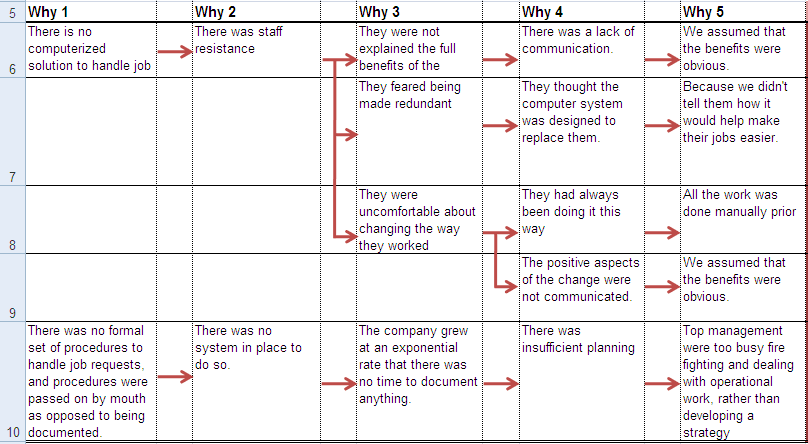 5 Why 1 Why 2 Why 3 Why 4 Why 5
There is no
computerized
solution to handle job
There was staff
resistance
They were not
explained the full
benefits of the
There was a lack of
communication.
We assumed that
the benefits were
obvious.
6
They feared being
made redundant
They thought the
computer system
was designed to
replace them.
Because we didn't
tell them how it
would help make
their jobs easier.
7
They were
uncomfortable about
changing the way
they worked
They had always
been doing it this
way
All the work was
done manually prior
8
The positive aspects
of the change were
not communicated.
We assumed that
the benefits were
obvious.
9
There was no formal
set of procedures to
handle job requests,
and procedures were
passed on by mouth
as opposed to being
documented.
There was no
system in place to
do so.
The company grew
at an exponential
rate that there was
no time to document
anything.
There was
insufficient planning
Top management
were too busy fire
fighting and dealing
with operational
work, rather than
developing a
strategy
10